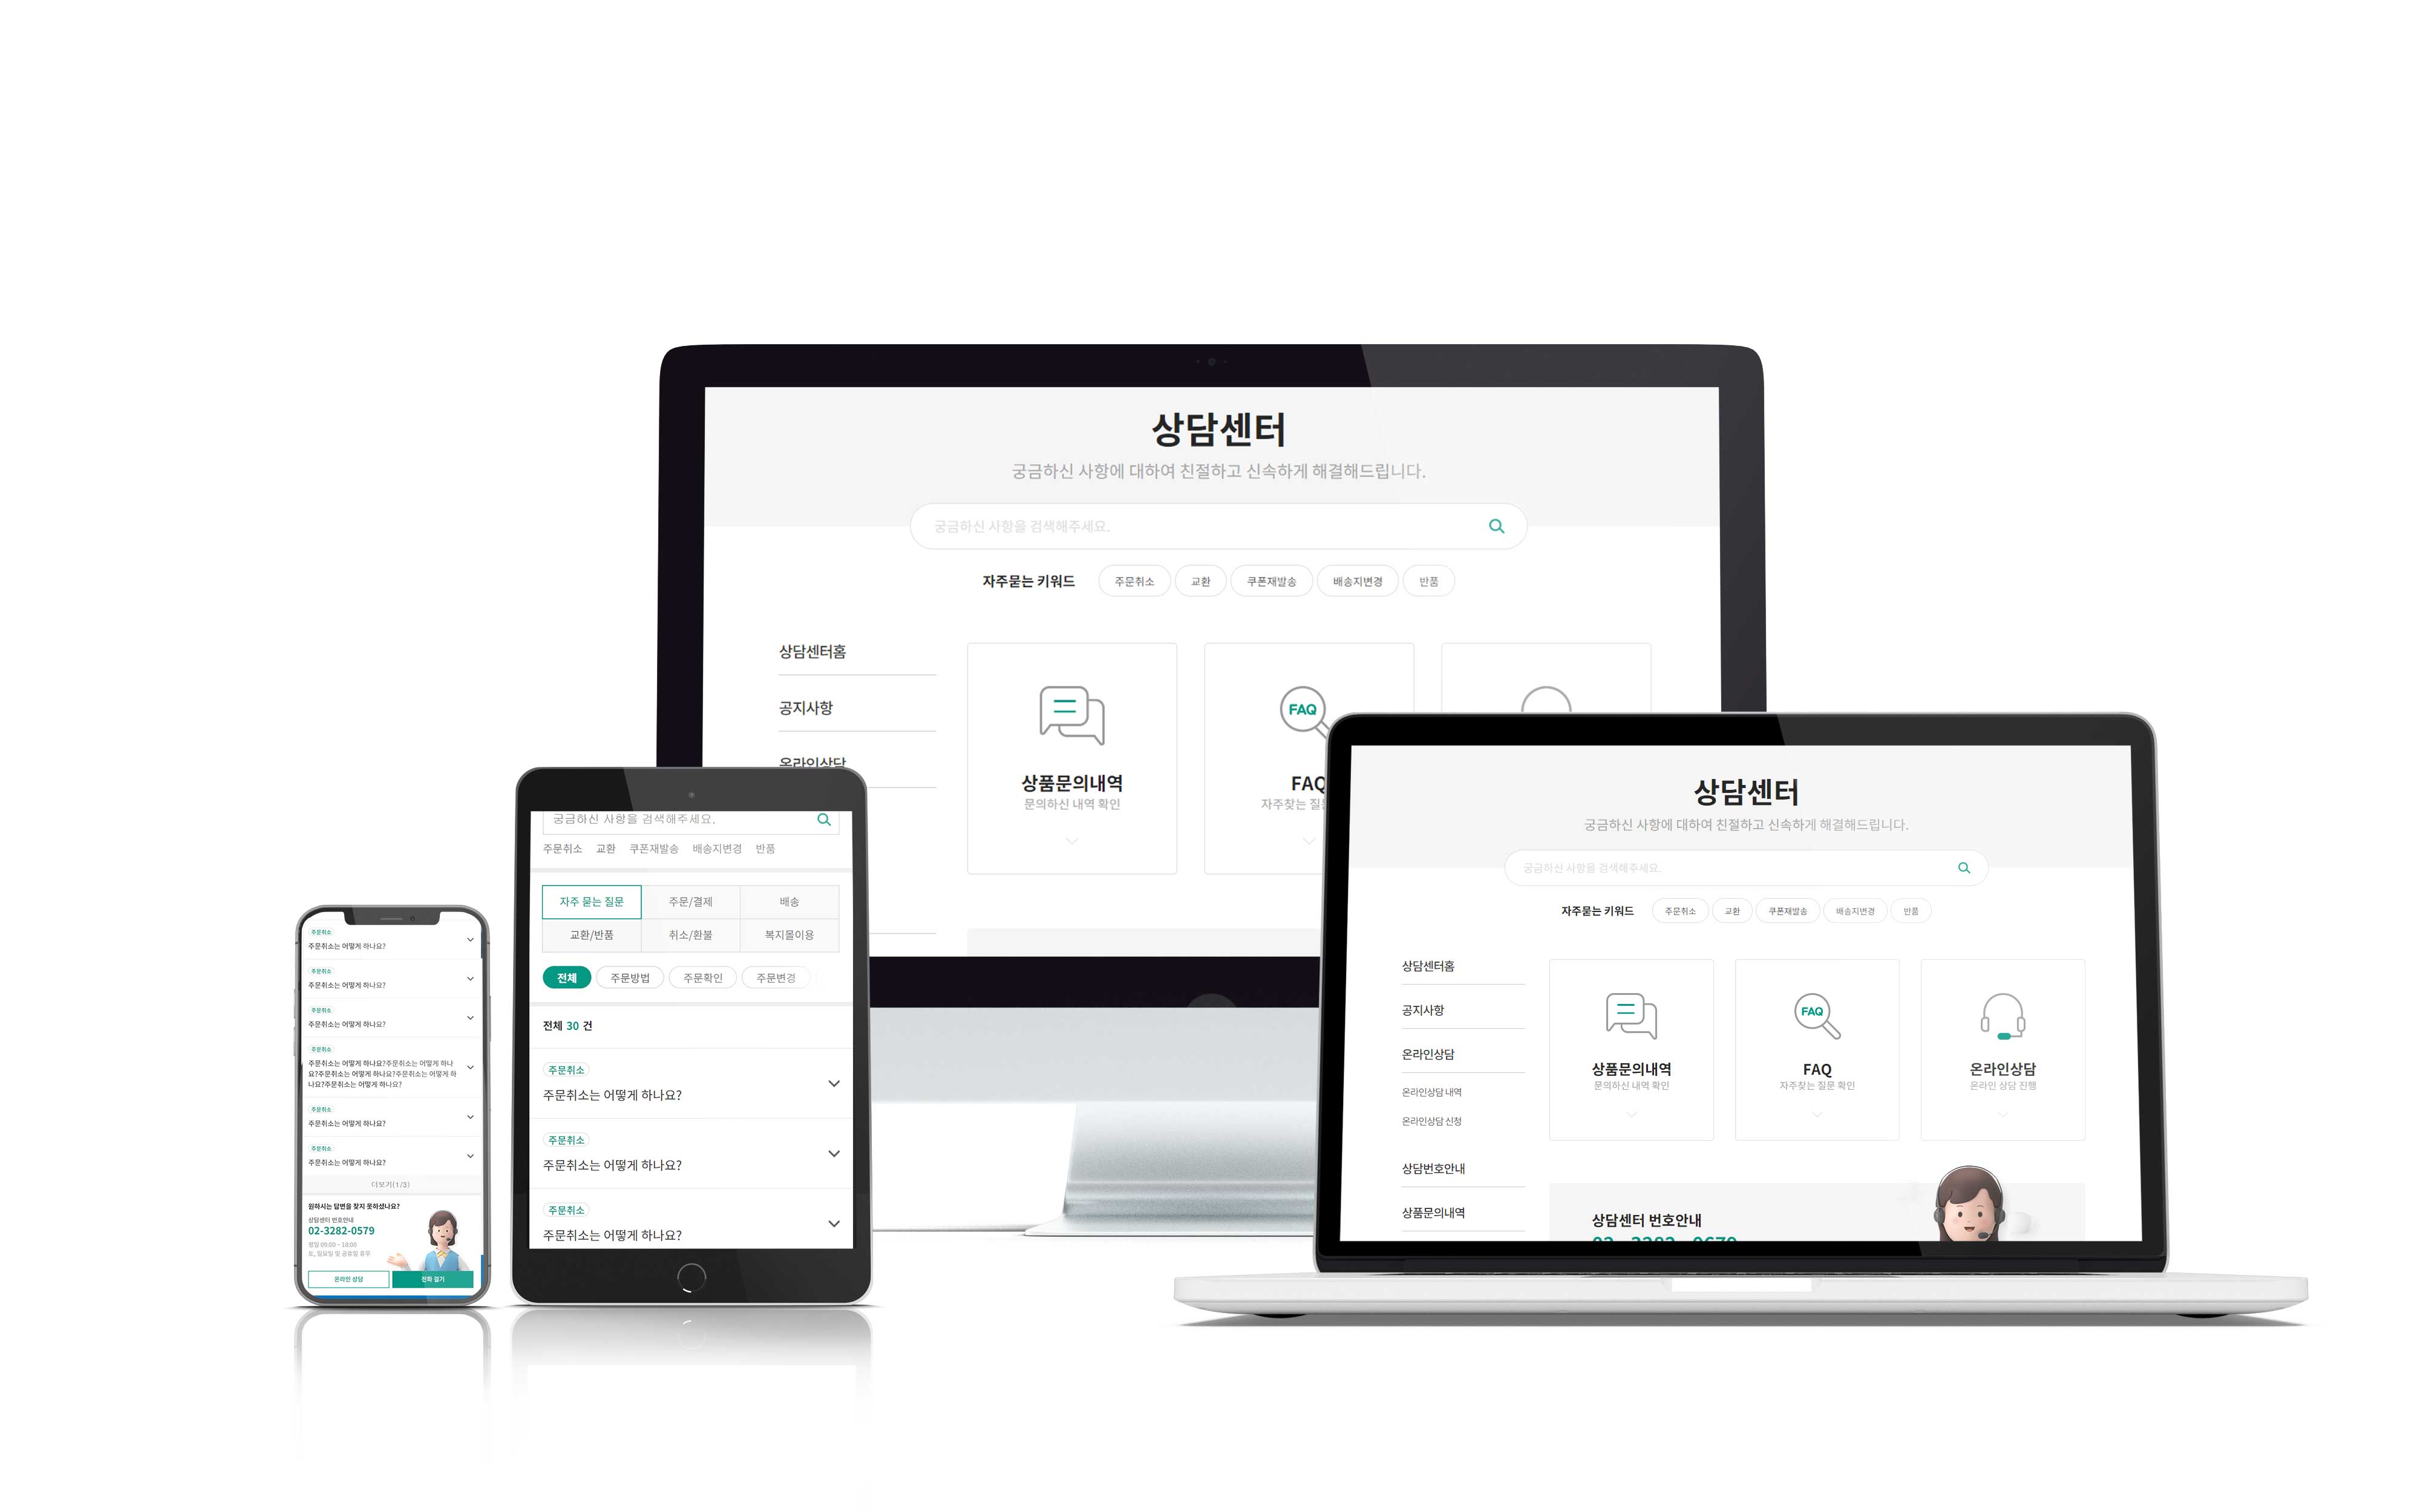 상담센터
궁금하신 사항에 대하여 친절하고 신속하게 해결해드립니다.
궁금하신 사항을 검색해주세요.
자주묻는 키워드 주문취소 교환 쿠폰재발송 배송지변경 반품
상담센터홈
공지사항
온라인상담
FAQ
상품문의내역
문의하신 내역 확인
FAQ
자주찾는 질문
궁금하신 사항을 검색해주세요.
주문취소 교환 쿠폰재발송 배송지변경 반품
자주 묻는 질문 주문/결제 배송
교환/반품 취소/환불 복지몰이용
전체 주문방법 주문확인 주문변경
전체 30 건
주문취소
주문취소는 어떻게 하나요?
주문취소
주문취소는 어떻게 하나요?
주문취소
주문취소는 어떻게 하나요?
주문취소
주문취소는 어떻게 하나요?
주문취소
주문취소는 어떻게 하나요?
주문취소
주문취소는 어떻게 하나요?
주문취소
주문취소는 어떻게 하나요?주문취소는 어떻게 하나
요?주문취소는 어떻게 하나요?주문취소는 어떻게 하
나요?주문취소는 어떻게 하나요?
주문취소
주문취소는 어떻게 하나요?
주문취소
주문취소는 어떻게 하나요?
더보기(1/3)
원하시는 답변을 찾지 못하셨나요?
상담센터 번호안내
02-3282-0579
평일 09:00 ~ 18:00
토, 일요일 및 공휴일 휴무
온라인 상담 전화 걸기
상담센터
궁금하신 사항에 대하여 친절하고 신속하게 해결해드립니다.
궁금하신 사항을 검색해주세요.
자주묻는 키워드 주문취소 교환 쿠폰재발송 배송지변경 반품
상담센터홈
공지사항
온라인상담
온라인상담 내역
온라인상담 신청
상담번호안내
상품문의내역
상품문의내역
문의하신 내역 확인
FAQ
FAQ
자주찾는 질문 확인
온라인상담
온라인 상담 진행
상담센터 번호안내
02 - 3282 - 0679